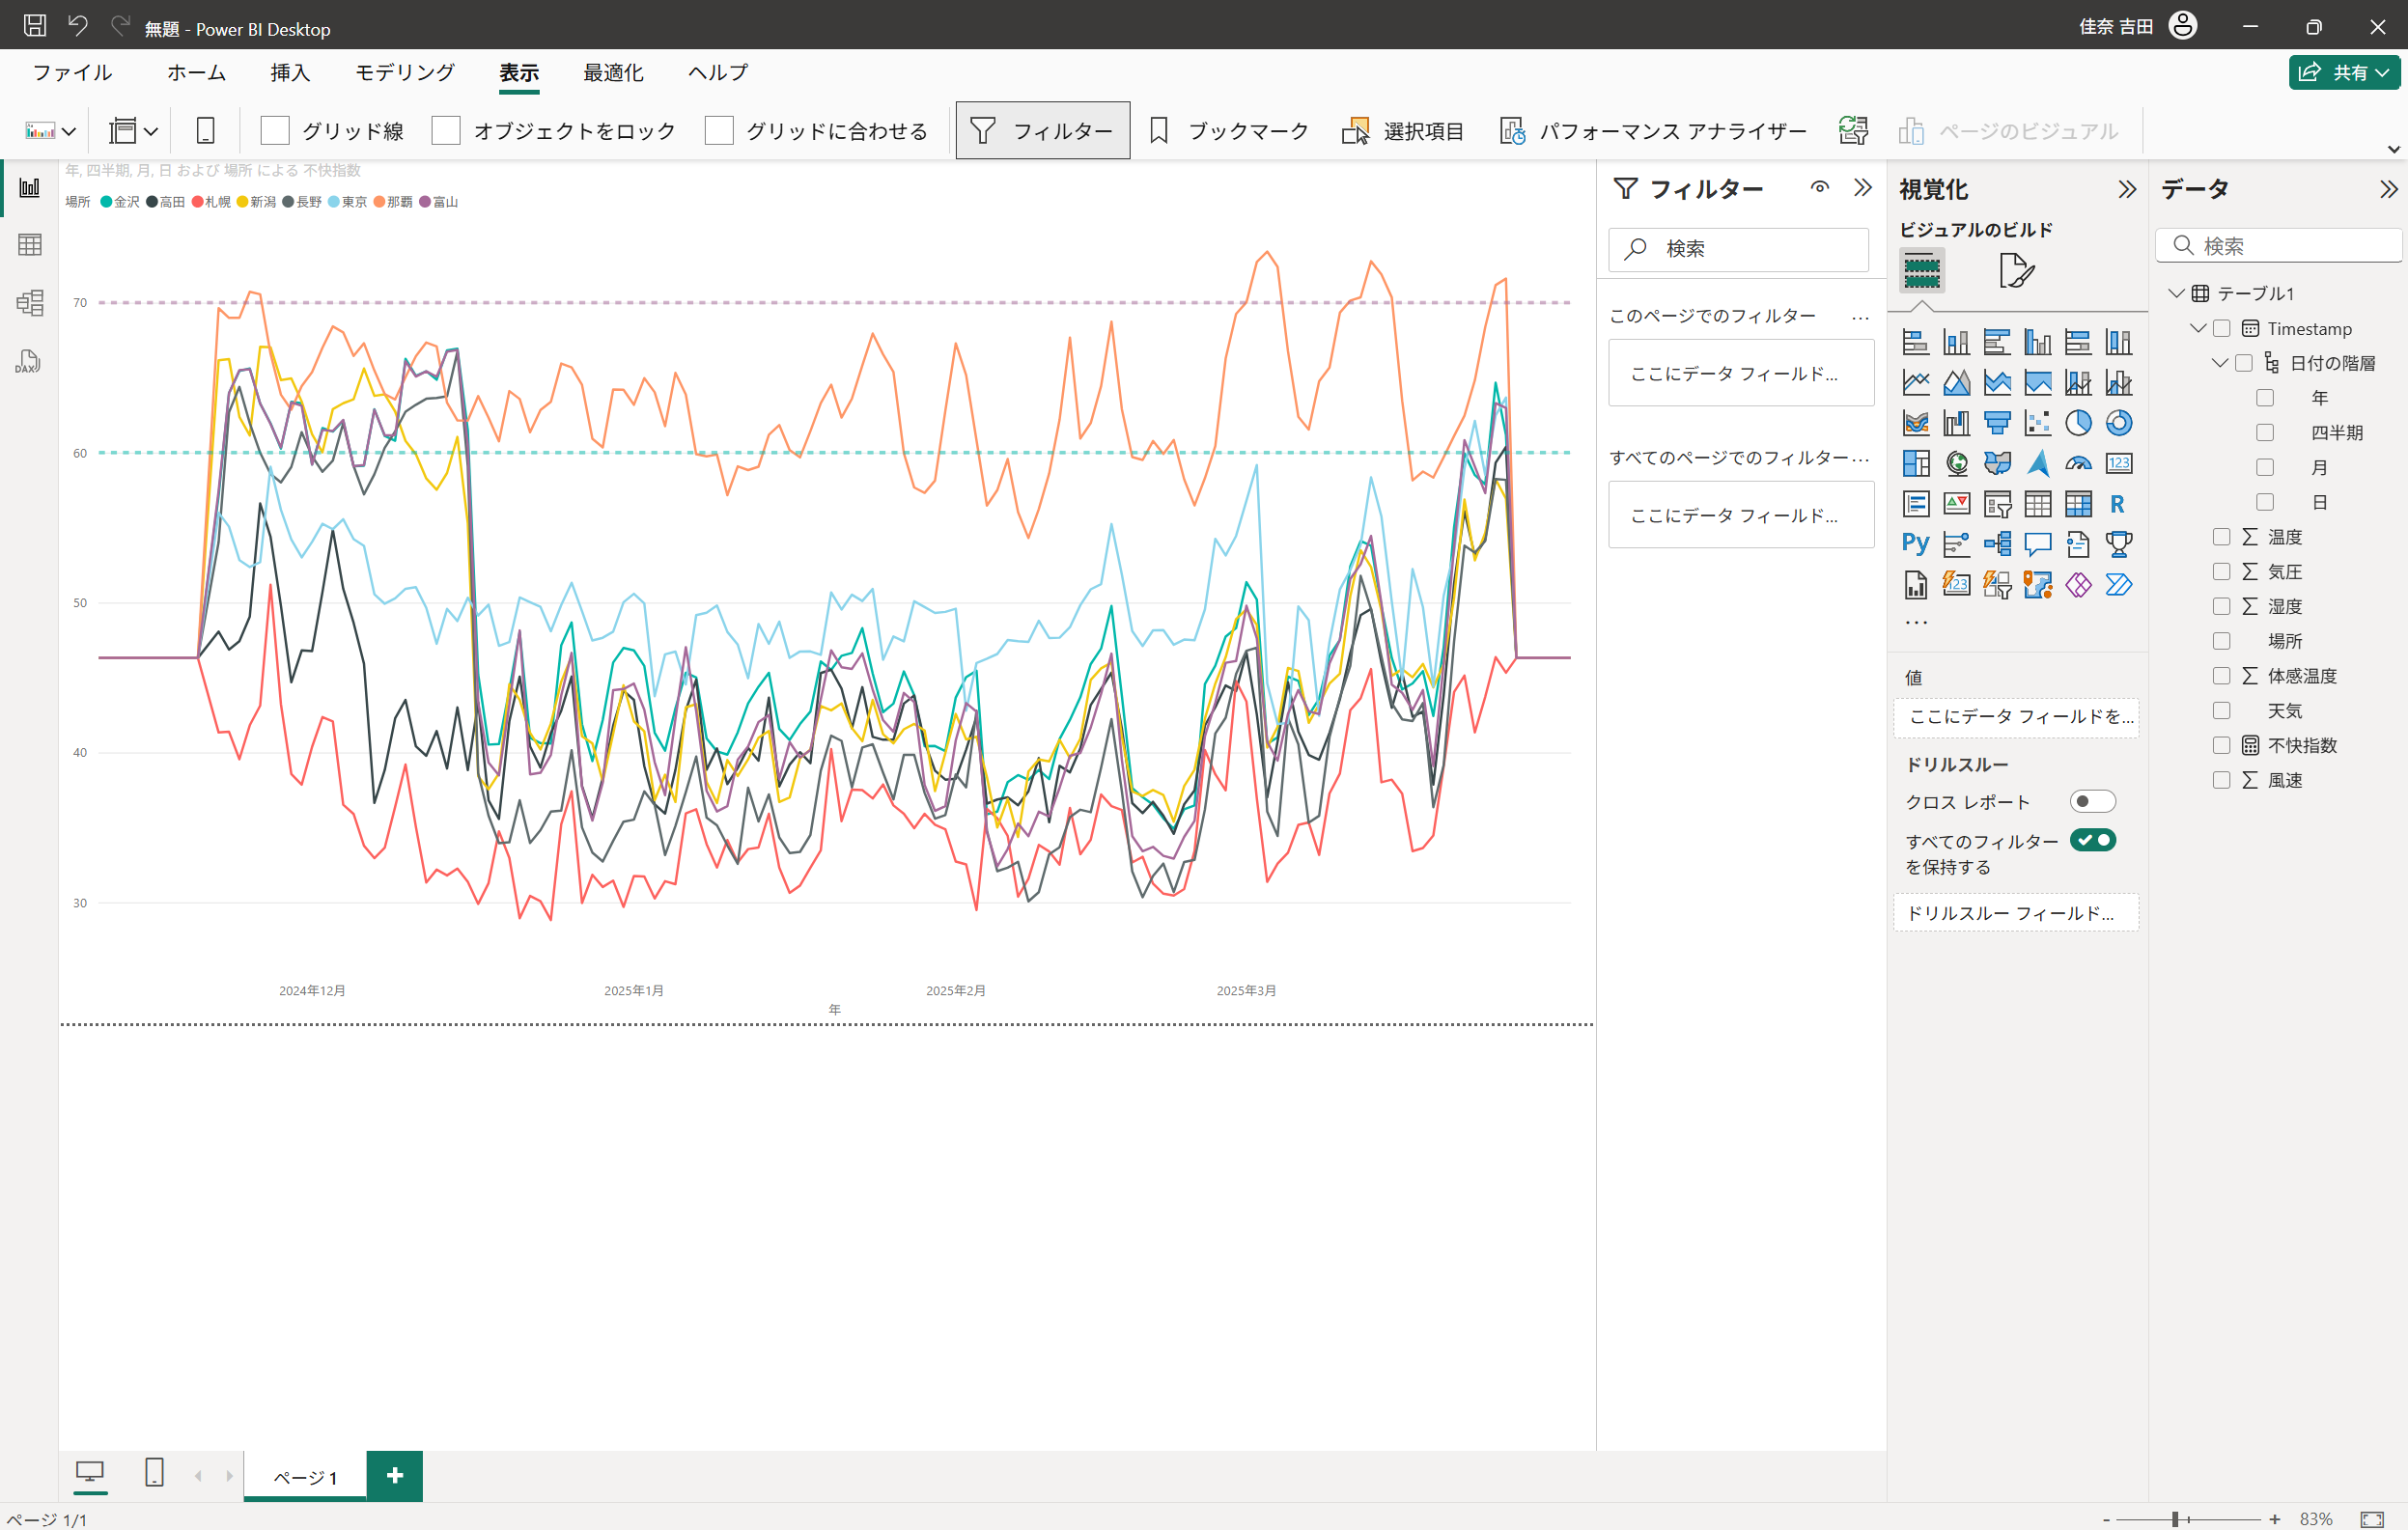 無題 - Power BI Desktop
佳奈 吉田
ファイル ホーム 挿入 モデリング 表示 最適化 ヘルプ
共有
グリッド線 オブジェクトをロック グリッドに合わせる フィルター ブックマーク 選択項目 パフォーマンス アナライザー ページのビジュアル
年, 四半期, 月, 日 および 場所 による 不快指数
場所 金沢 高田 札幌 新潟 長野 東京 那覇 富山
70
60
50
40
30
2024年12月 2025年1月 2025年2月 2025年3月
年
フィルター
検索
このページでのフィルター ...
ここにデータ フィールド...
すべてのページでのフィルター ...
ここにデータ フィールド...
視覚化
ビジュアルのビルド
123
R
Py
123
...
値
ここにデータ フィールドを...
ドリルスルー
クロス レポート
すべてのフィルター
を保持する
ドリルスルー フィールド...
データ
検索
テーブル1
Timestamp
日付の階層
年
四半期
月
日
温度
気圧
湿度
場所
体感温度
天気
不快指数
風速
DAX
ページ 1
+
ページ 1/1
- + 83%